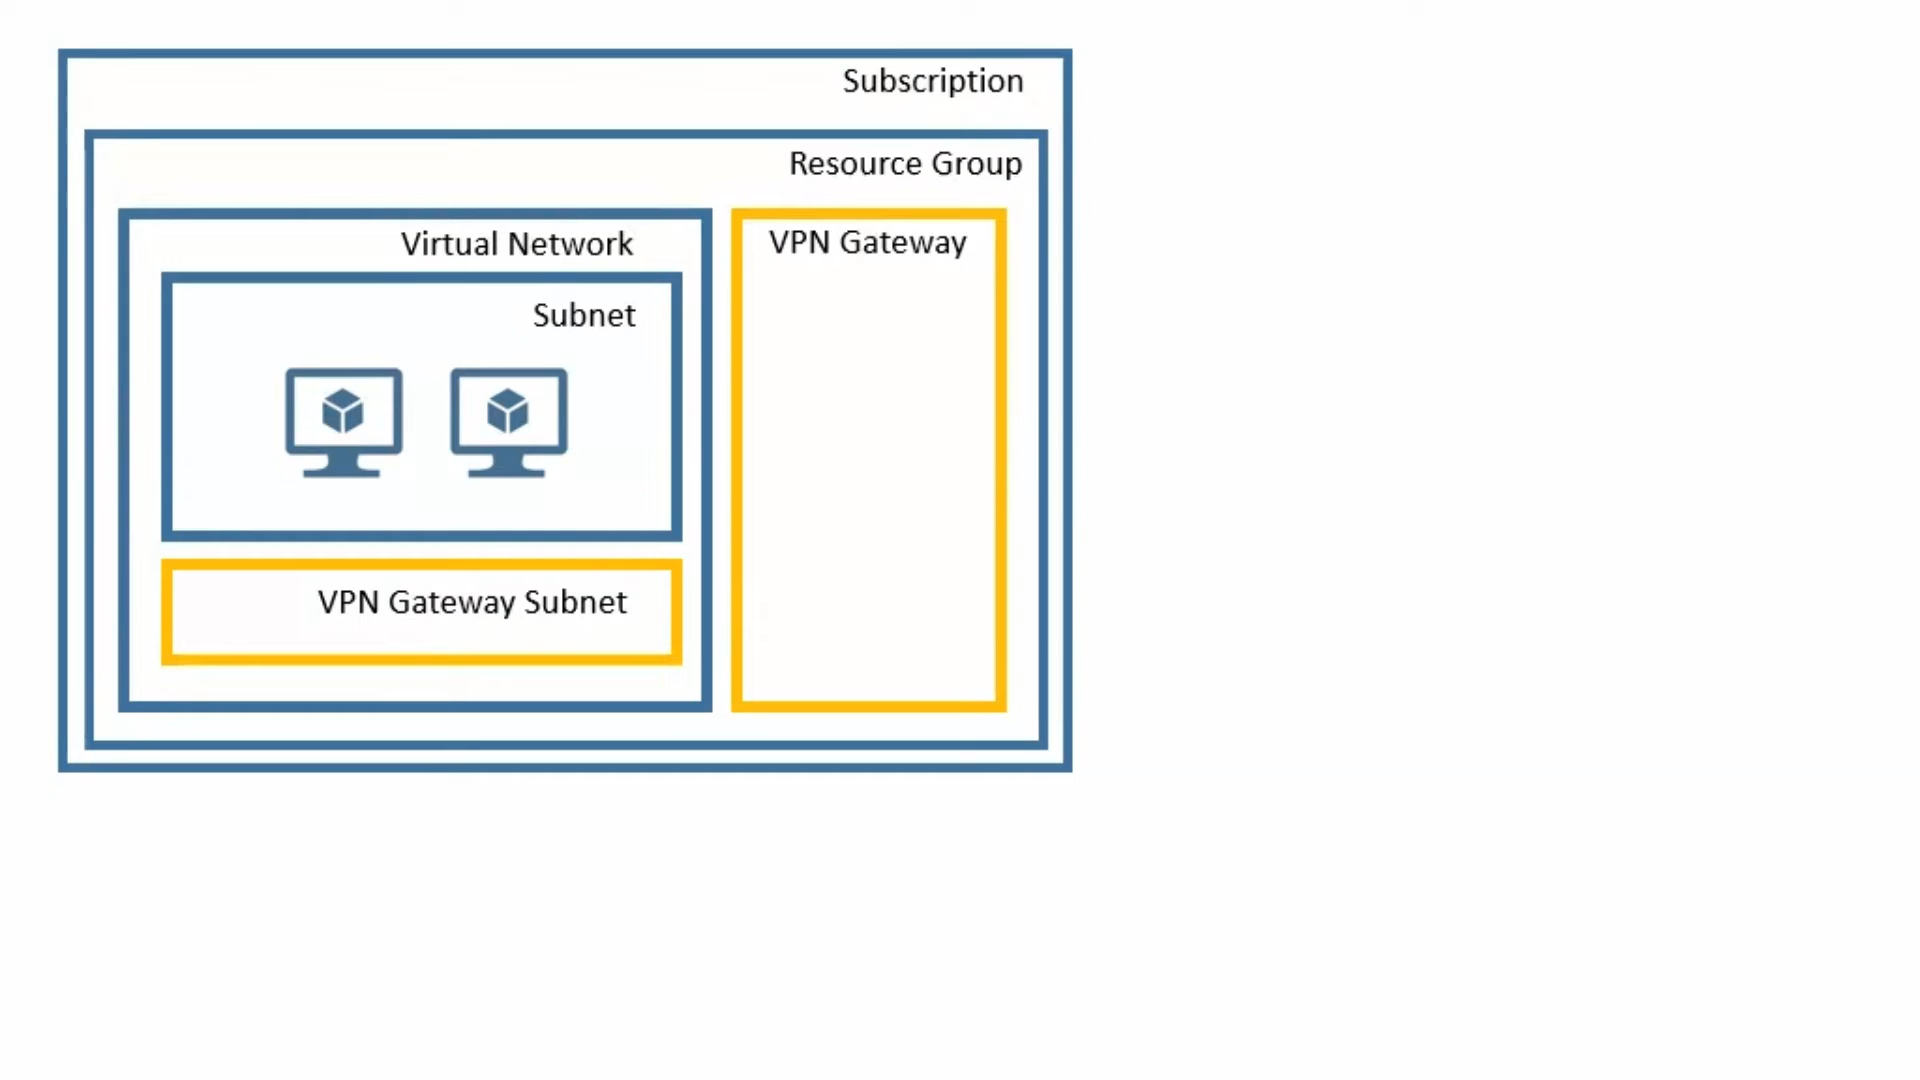 Subscription
Resource Group
Virtual Network
VPN Gateway
Subnet
VPN Gateway Subnet